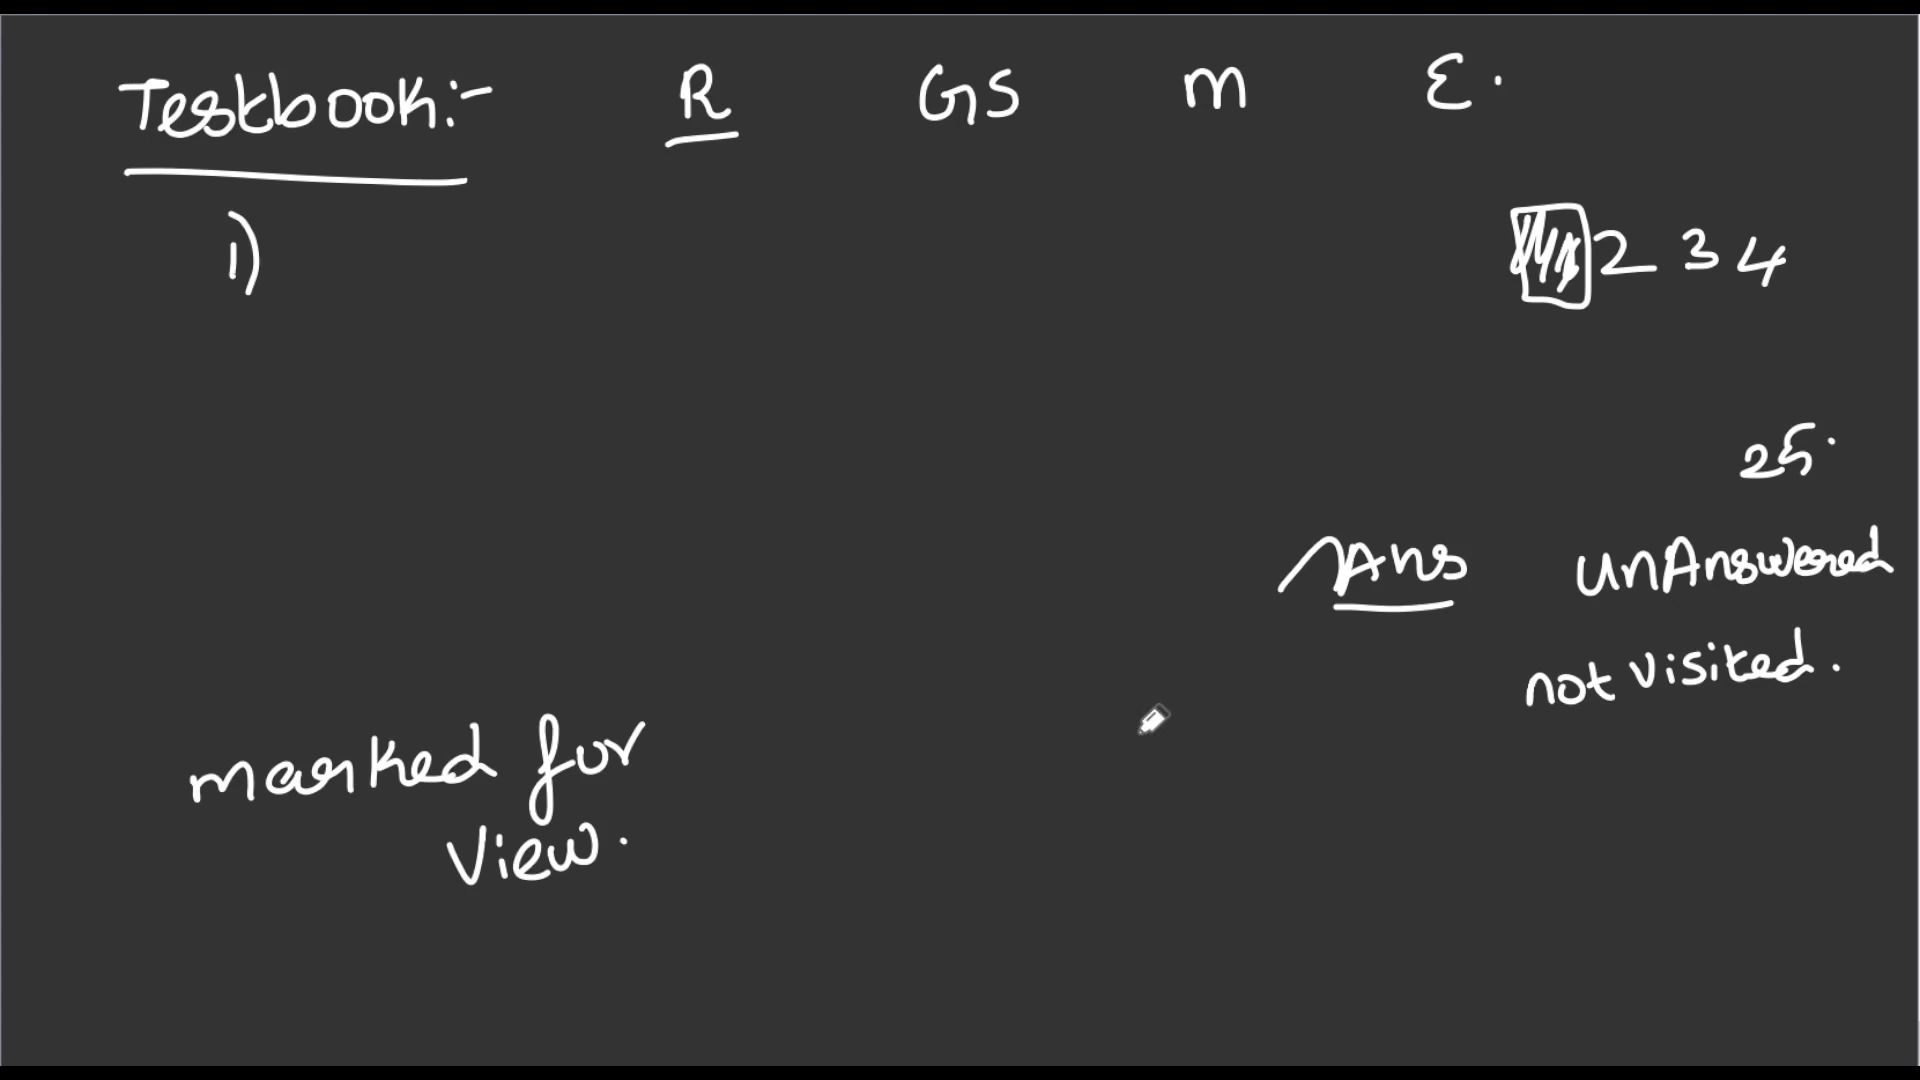 Testbook:- R GS M E.
1)
2 3 4
25.
Ans unAnswered
not visited.
marked for
view.